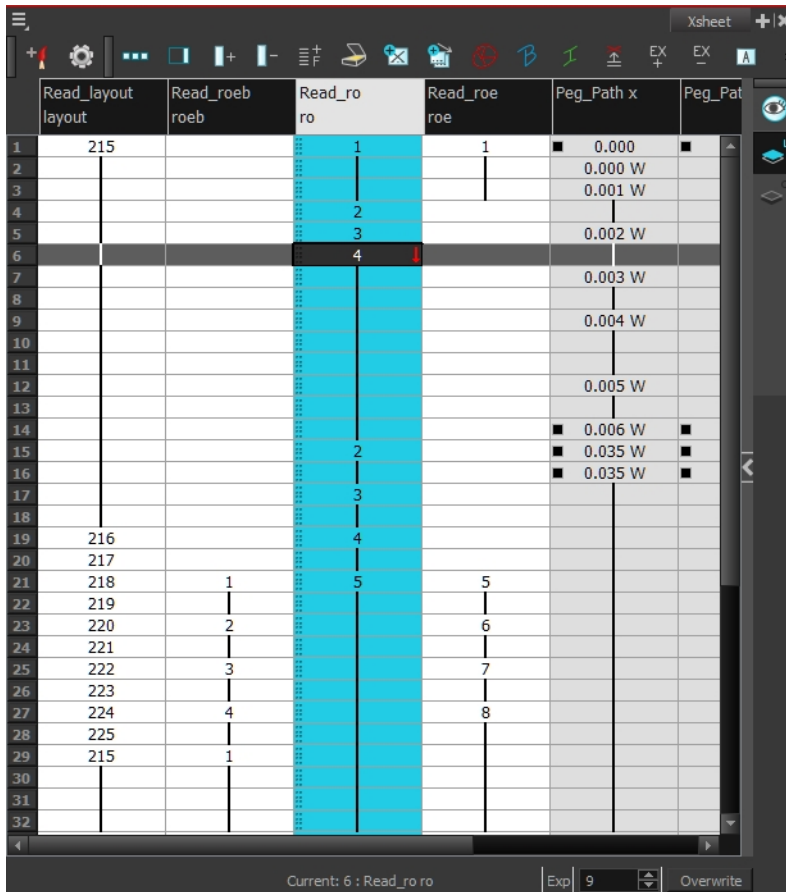 Xsheet
EX EX A
Read_layout Read_roeb Read_ro Read_roe Peg_Path x Peg_Pat
layout roeb ro roe
1 215 1 1 0.000
2 0.000 W
3 0.001 W
4 2
5 3 0.002 W
6 4
7 0.003 W
8
9 0.004 W
10
11
12 0.005 W
13
14 0.006 W
15 2 0.035 W
16 0.035 W
17 3
18
19 216 4
20 217
21 218 1 5 5
22 219
23 220 2 6
24 221
25 222 3 7
26 223
27 224 4 8
28 225
29 215 1
30
31
32
Current: 6 : Read_ro ro Exp 9 Overwrite